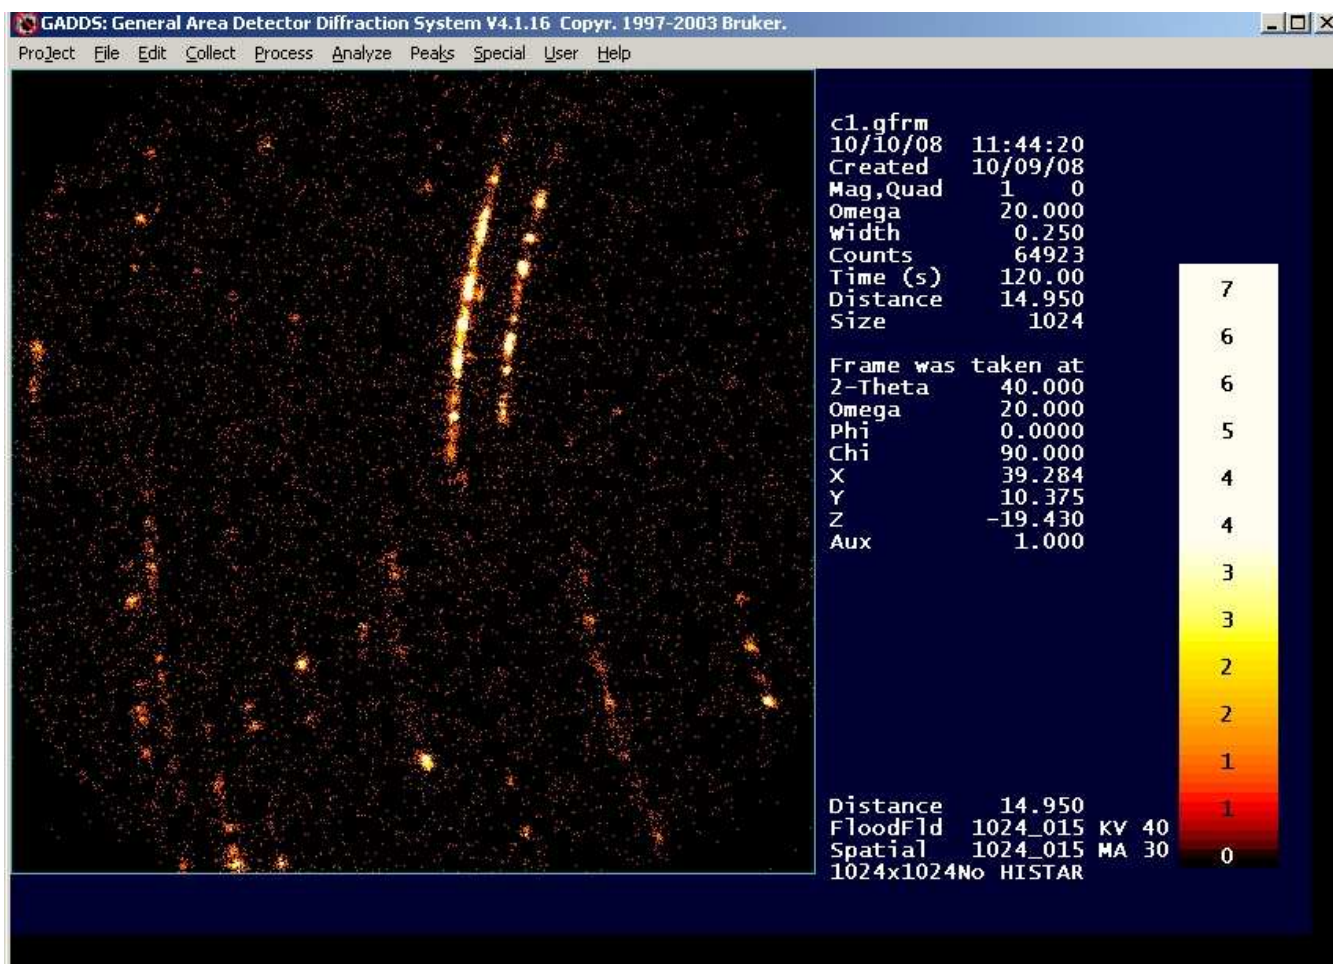 GADDS: General Area Detector Diffraction System V4.1.16 Copyr. 1997-2003 Bruker.
ProJect File Edit Collect Process Analyze Peaks Special User Help
c1.gfrm
10/10/08 11:44:20
Created 10/09/08
Mag,Quad 1 0
Omega 20.000
Width 0.250
Counts 64923
Time (s) 120.00
Distance 14.950
Size 1024
Frame was taken at
2-Theta 40.000
Omega 20.000
Phi 0.0000
Chi 90.000
X 39.284
Y 10.375
Z -19.430
Aux 1.000
Distance 14.950
FloodFld 1024_015 KV 40
Spatial 1024_015 MA 30
1024x1024No HISTAR
7
6
6
5
4
4
3
3
2
2
1
1
0